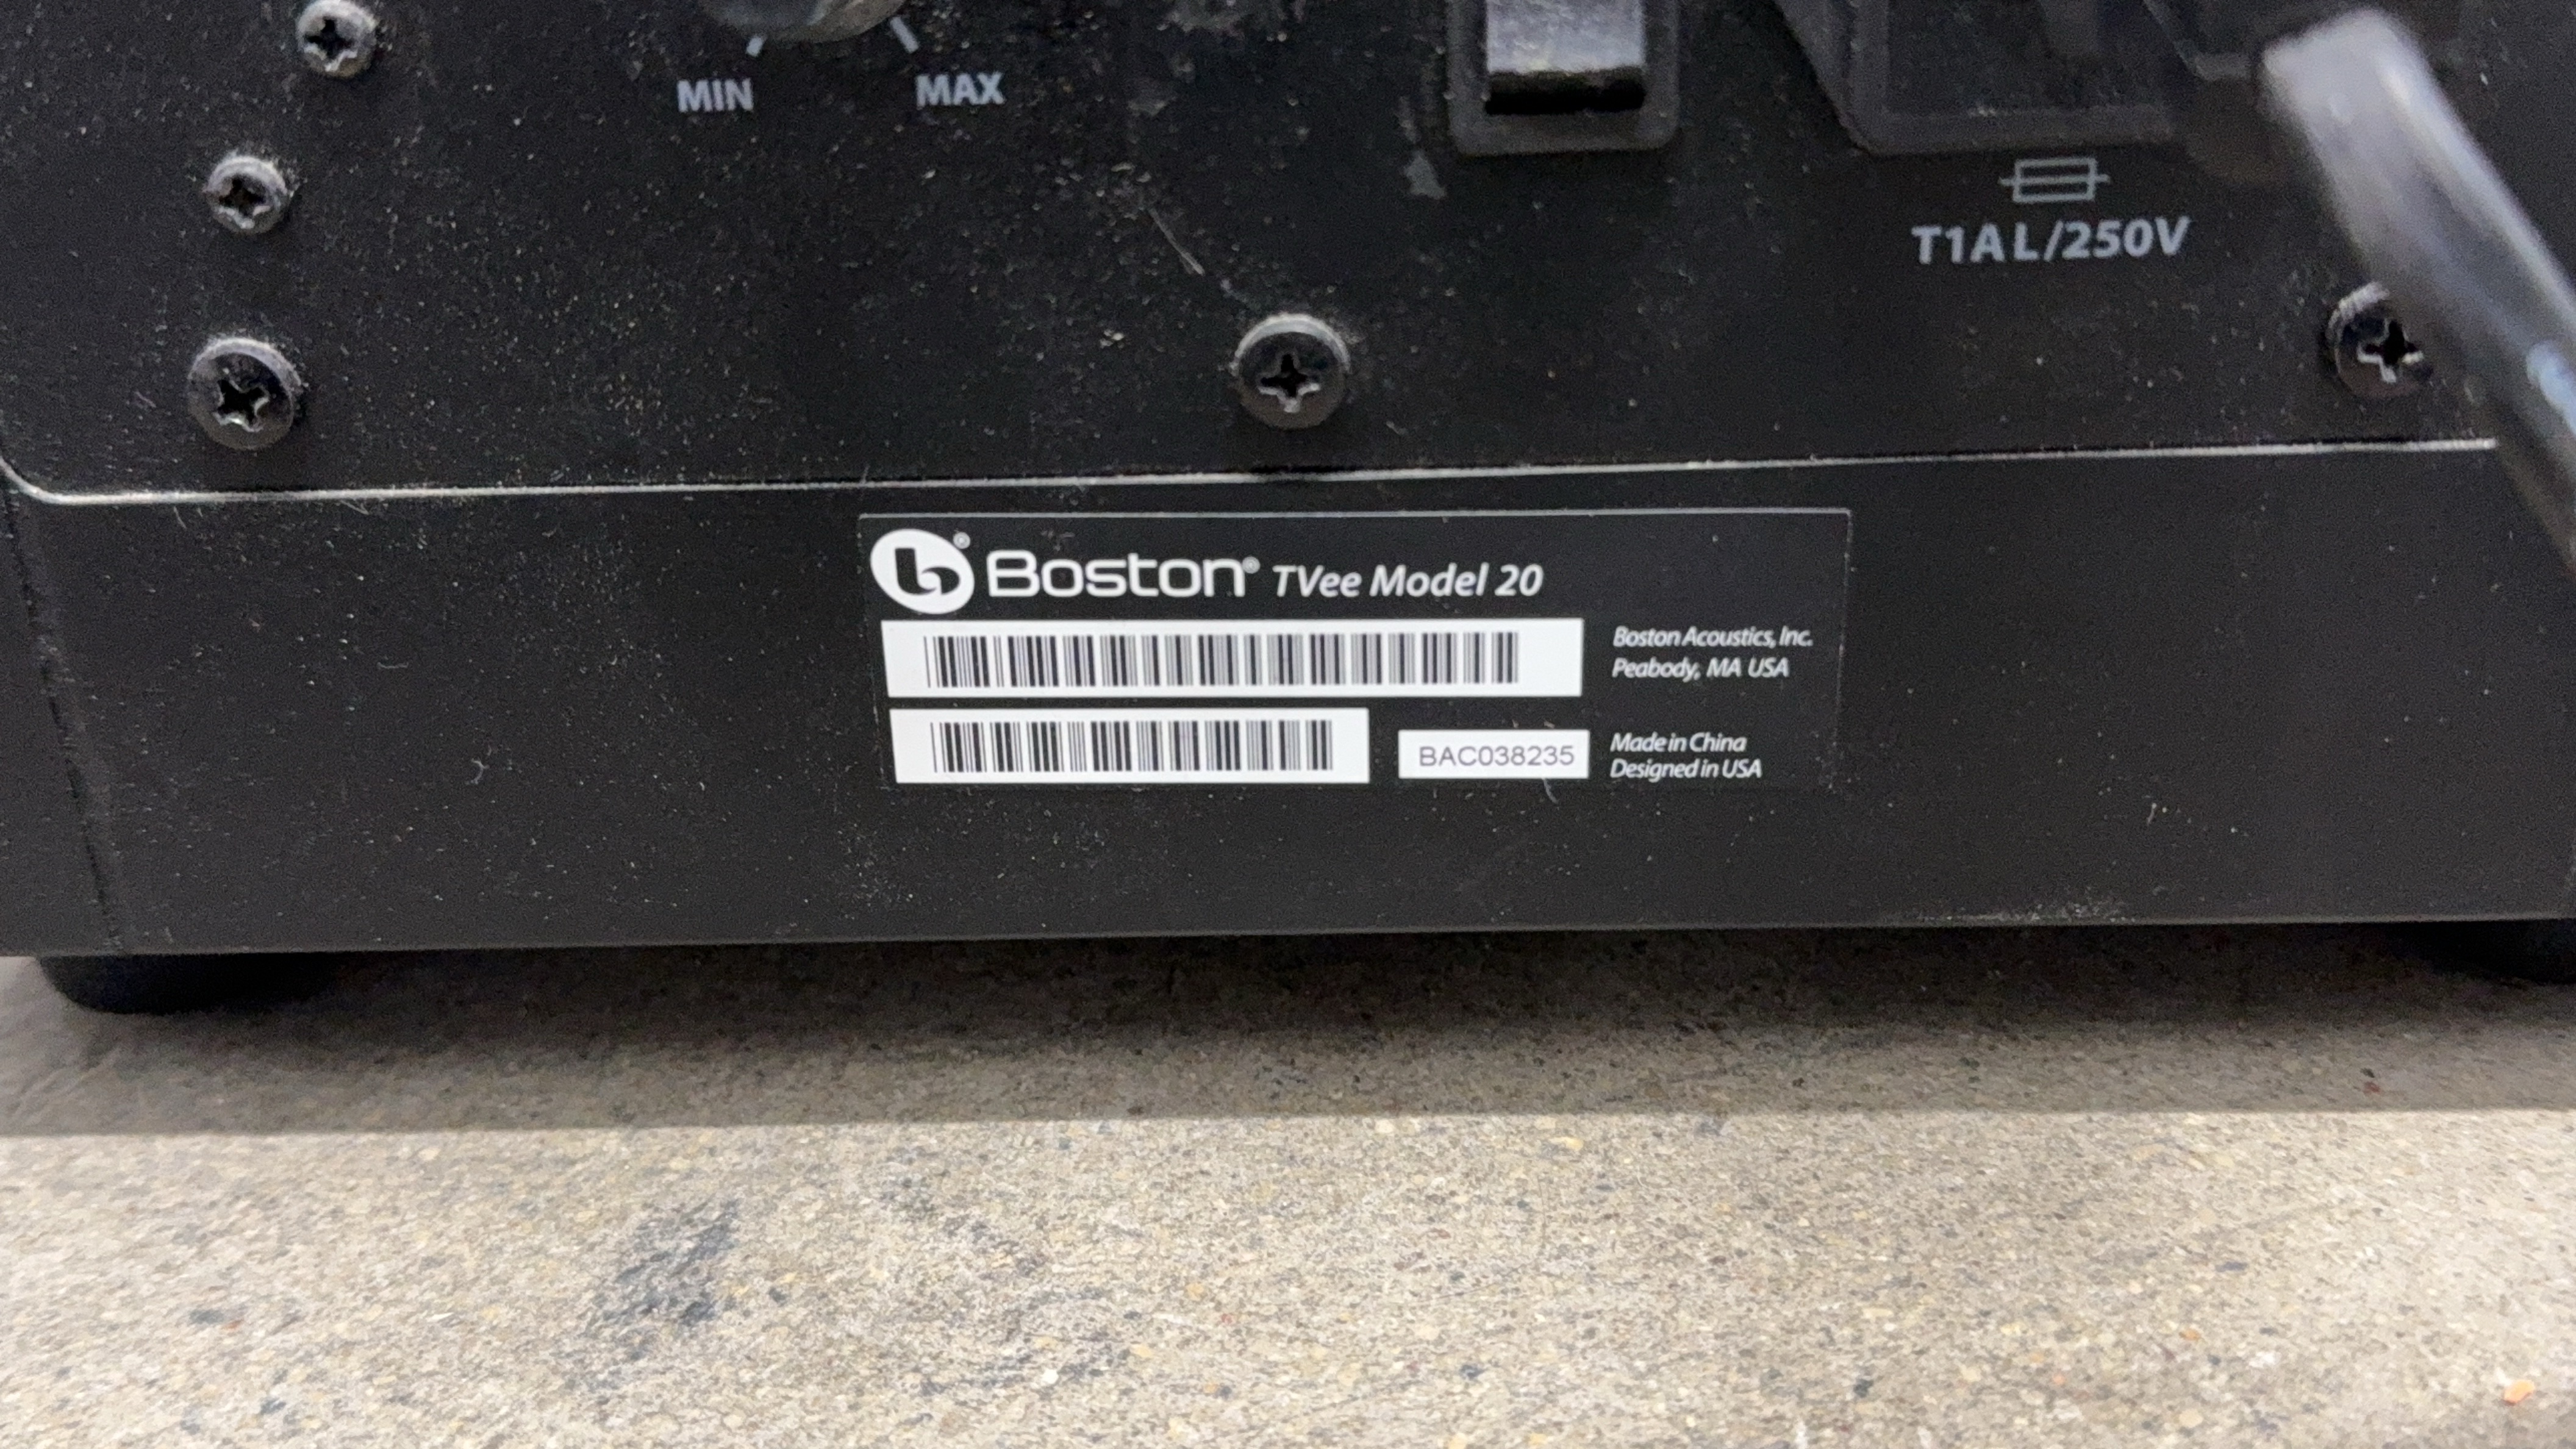 MIN MAX
T1AL/250V
b® Boston® TVee Model 20
Boston Acoustics, Inc.
Peabody, MA USA
BAC038235
Made in China
Designed in USA